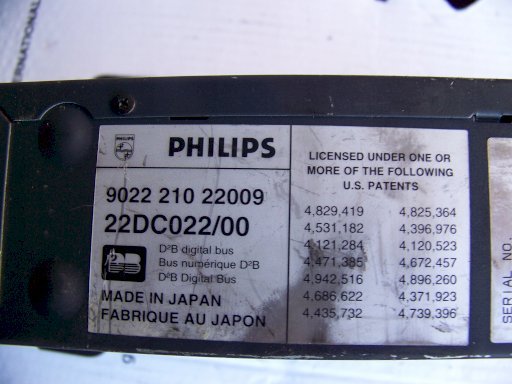 INTERNATIONAL
PHILIPS
PHILIPS
9022 210 22009
22DC022/00
D²B digital bus
Bus numérique D²B
D²B Digital Bus
MADE IN JAPAN
FABRIQUE AU JAPON
LICENSED UNDER ONE OR
MORE OF THE FOLLOWING
U.S. PATENTS
4,829,419 4,825,364
4,531,182 4,396,976
4,121,284 4,120,523
4,471,385 4,672,457
4,942,516 4,896,260
4,686,622 4,371,923
4,435,732 4,739,396
SERIAL NO.